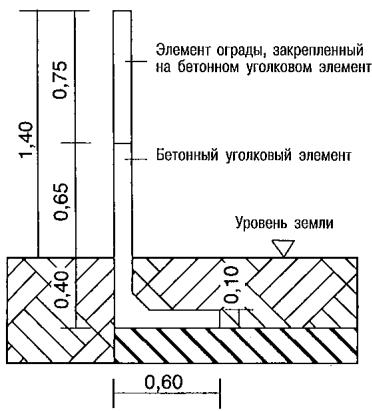 Элемент ограды, закрепленный
на бетонном уголковом элемент
0,75
1,40
Бетонный уголковый элемент
0,65
Уровень земли
0,40
0,10
0,60